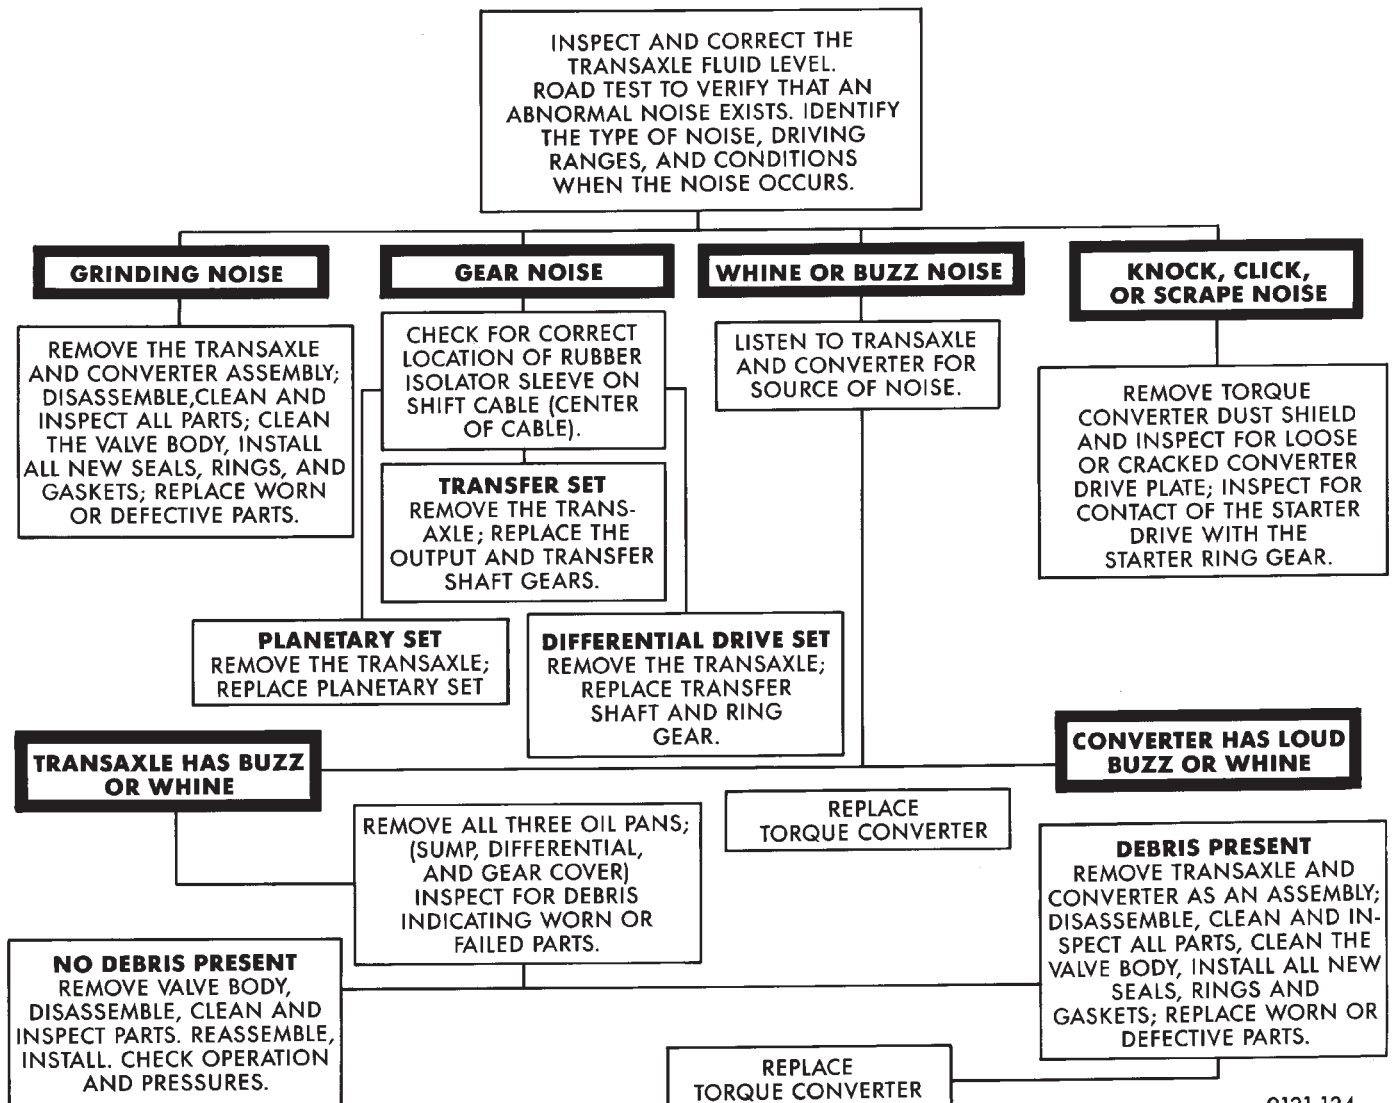 INSPECT AND CORRECT THE
TRANSAXLE FLUID LEVEL.
ROAD TEST TO VERIFY THAT AN
ABNORMAL NOISE EXISTS. IDENTIFY
THE TYPE OF NOISE, DRIVING
RANGES, AND CONDITIONS
WHEN THE NOISE OCCURS.
GRINDING NOISE
REMOVE THE TRANSAXLE
AND CONVERTER ASSEMBLY;
DISASSEMBLE,CLEAN AND
INSPECT ALL PARTS; CLEAN
THE VALVE BODY, INSTALL
ALL NEW SEALS, RINGS, AND
GASKETS; REPLACE WORN
OR DEFECTIVE PARTS.
GEAR NOISE
CHECK FOR CORRECT
LOCATION OF RUBBER
ISOLATOR SLEEVE ON
SHIFT CABLE (CENTER
OF CABLE).
TRANSFER SET
REMOVE THE TRANS-
AXLE; REPLACE THE
OUTPUT AND TRANSFER
SHAFT GEARS.
PLANETARY SET
REMOVE THE TRANSAXLE;
REPLACE PLANETARY SET
DIFFERENTIAL DRIVE SET
REMOVE THE TRANSAXLE;
REPLACE TRANSFER
SHAFT AND RING
GEAR.
WHINE OR BUZZ NOISE
LISTEN TO TRANSAXLE
AND CONVERTER FOR
SOURCE OF NOISE.
KNOCK, CLICK,
OR SCRAPE NOISE
REMOVE TORQUE
CONVERTER DUST SHIELD
AND INSPECT FOR LOOSE
OR CRACKED CONVERTER
DRIVE PLATE; INSPECT FOR
CONTACT OF THE STARTER
DRIVE WITH THE
STARTER RING GEAR.
TRANSAXLE HAS BUZZ
OR WHINE
REMOVE ALL THREE OIL PANS;
(SUMP, DIFFERENTIAL,
AND GEAR COVER)
INSPECT FOR DEBRIS
INDICATING WORN OR
FAILED PARTS.
CONVERTER HAS LOUD
BUZZ OR WHINE
REPLACE
TORQUE CONVERTER
NO DEBRIS PRESENT
REMOVE VALVE BODY,
DISASSEMBLE, CLEAN AND
INSPECT PARTS. REASSEMBLE,
INSTALL. CHECK OPERATION
AND PRESSURES.
DEBRIS PRESENT
REMOVE TRANSAXLE AND
CONVERTER AS AN ASSEMBLY;
DISASSEMBLE, CLEAN AND IN-
SPECT ALL PARTS, CLEAN THE
VALVE BODY, INSTALL ALL NEW
SEALS, RINGS AND
GASKETS; REPLACE WORN OR
DEFECTIVE PARTS.
REPLACE
TORQUE CONVERTER